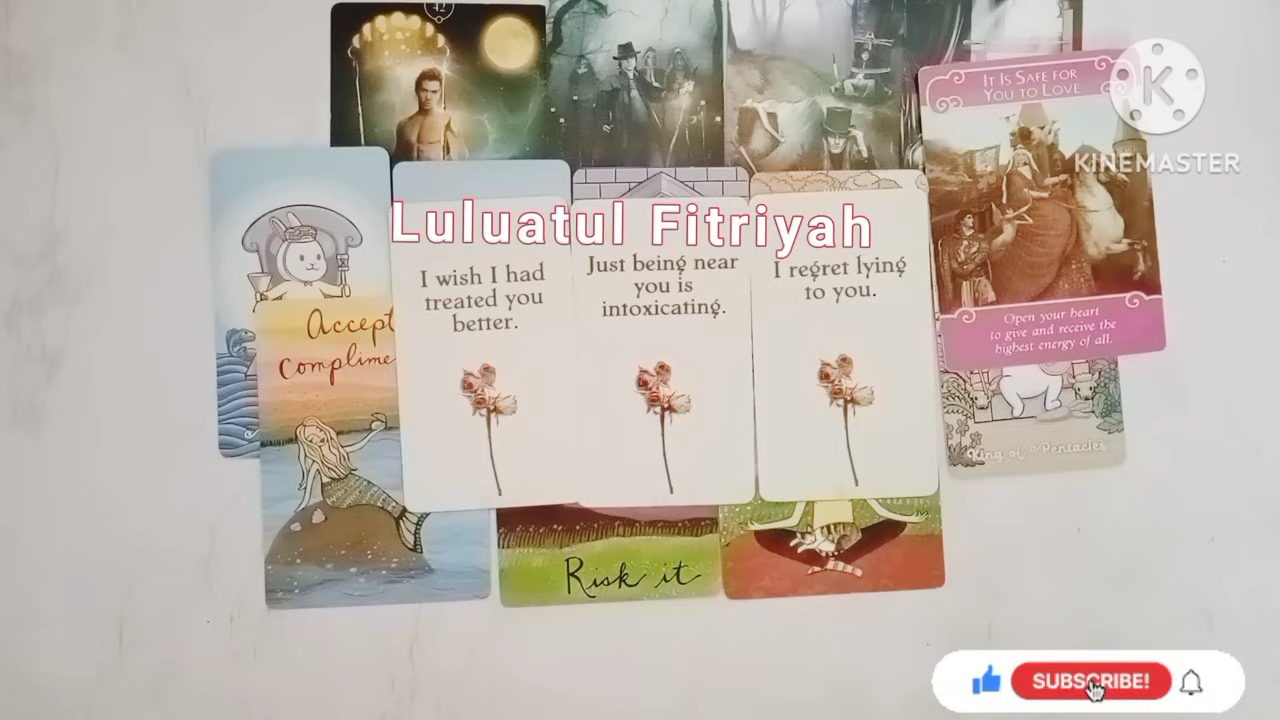 42
IT IS SAFE FOR
YOU TO LOVE
K
KINEMASTER
Luluatul Fitriyah
I wish I had
treated you
better.
Just being near
you is
intoxicating.
I regret lying
to you.
Accept
complime
Open your heart
to give and receive the
highest energy of all.
King of Pentacles
Risk it
SUBSCRIBE!